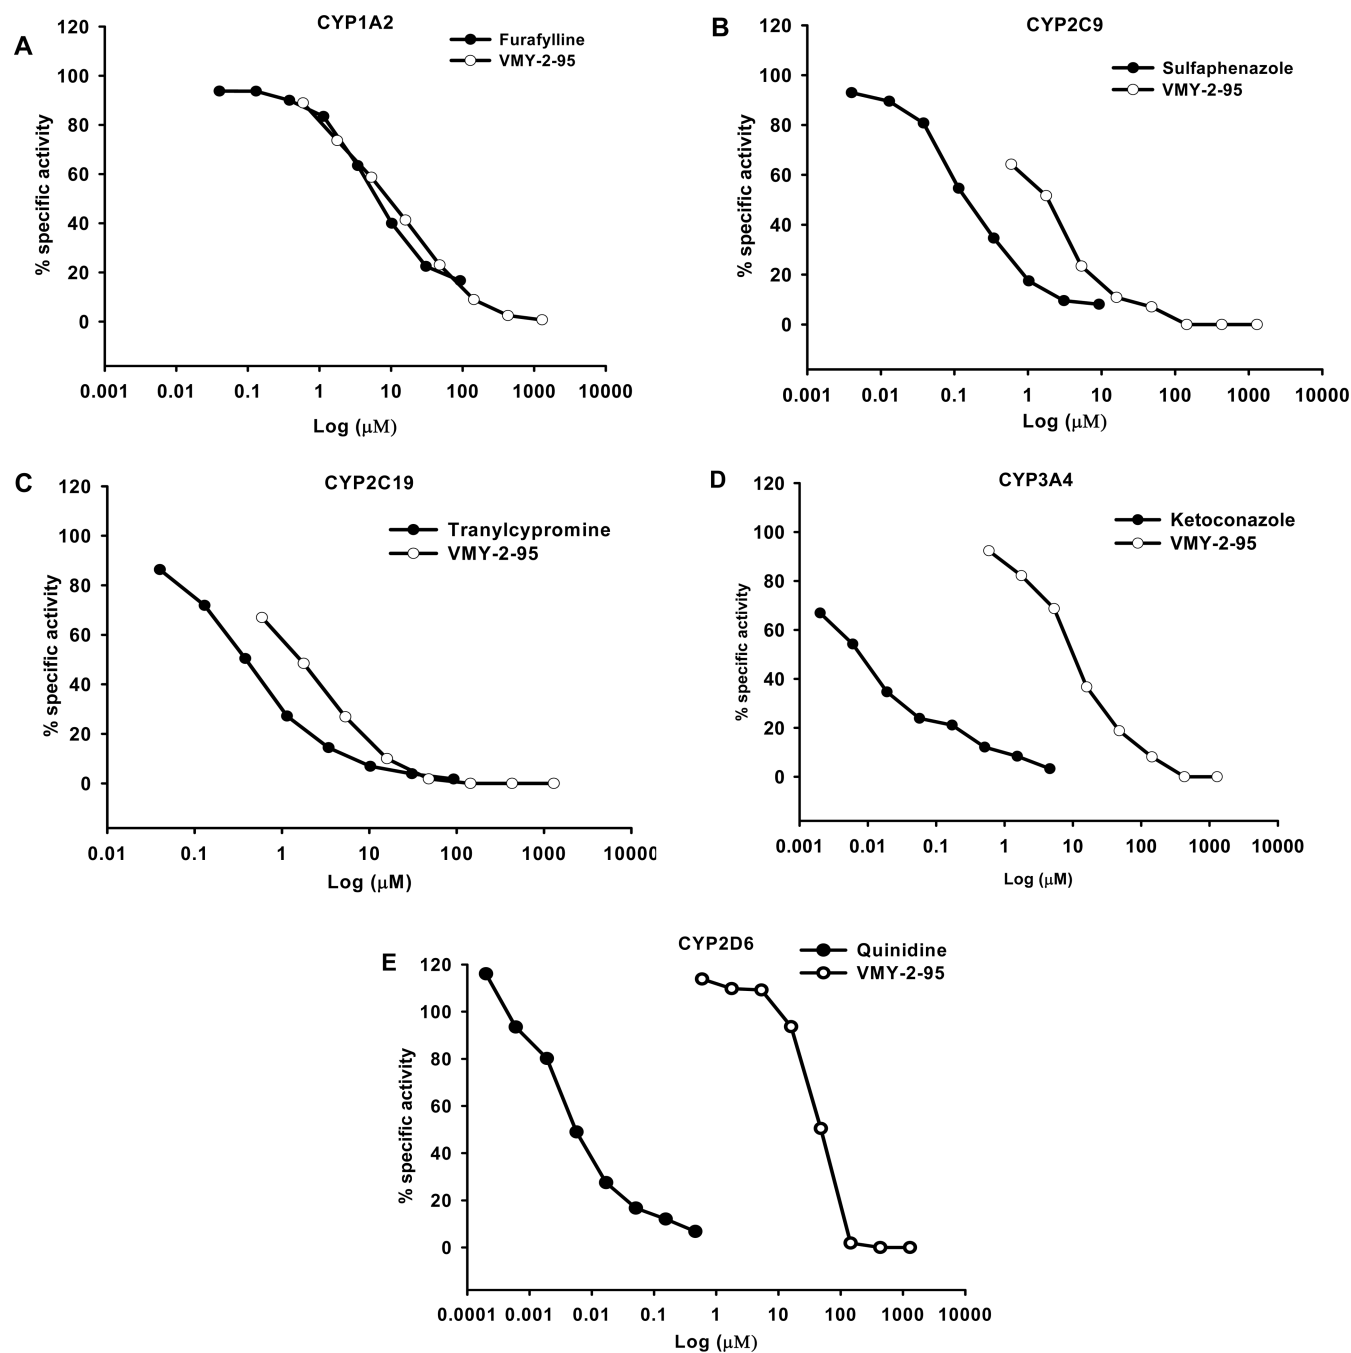 A
CYP1A2
Furafylline
VMY-2-95
% specific activity
120
100
80
60
40
20
0
0.001 0.01 0.1 1 10 100 1000 10000
Log (μM)
B
CYP2C9
Sulfaphenazole
VMY-2-95
% specific activity
120
100
80
60
40
20
0
0.001 0.01 0.1 1 10 100 1000 10000
Log (μM)
C
CYP2C19
Tranylcypromine
VMY-2-95
% specific activity
120
100
80
60
40
20
0
0.01 0.1 1 10 100 1000 10000
Log (μM)
D
CYP3A4
Ketoconazole
VMY-2-95
% specific activity
120
100
80
60
40
20
0
0.001 0.01 0.1 1 10 100 1000 10000
Log (μM)
E
CYP2D6
Quinidine
VMY-2-95
% specific activity
120
100
80
60
40
20
0
0.0001 0.001 0.01 0.1 1 10 100 1000 10000
Log (μM)